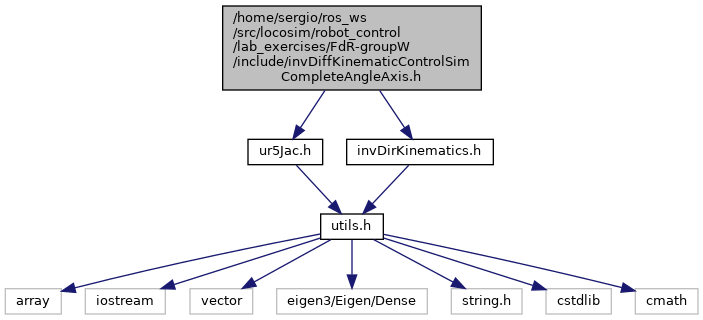 /home/sergio/ros_ws
/src/locosim/robot_control
/lab_exercises/FdR-groupW
/include/invDiffKinematicControlSim
CompleteAngleAxis.h
ur5Jac.h
invDirKinematics.h
utils.h
array
iostream
vector
eigen3/Eigen/Dense
string.h
cstdlib
cmath